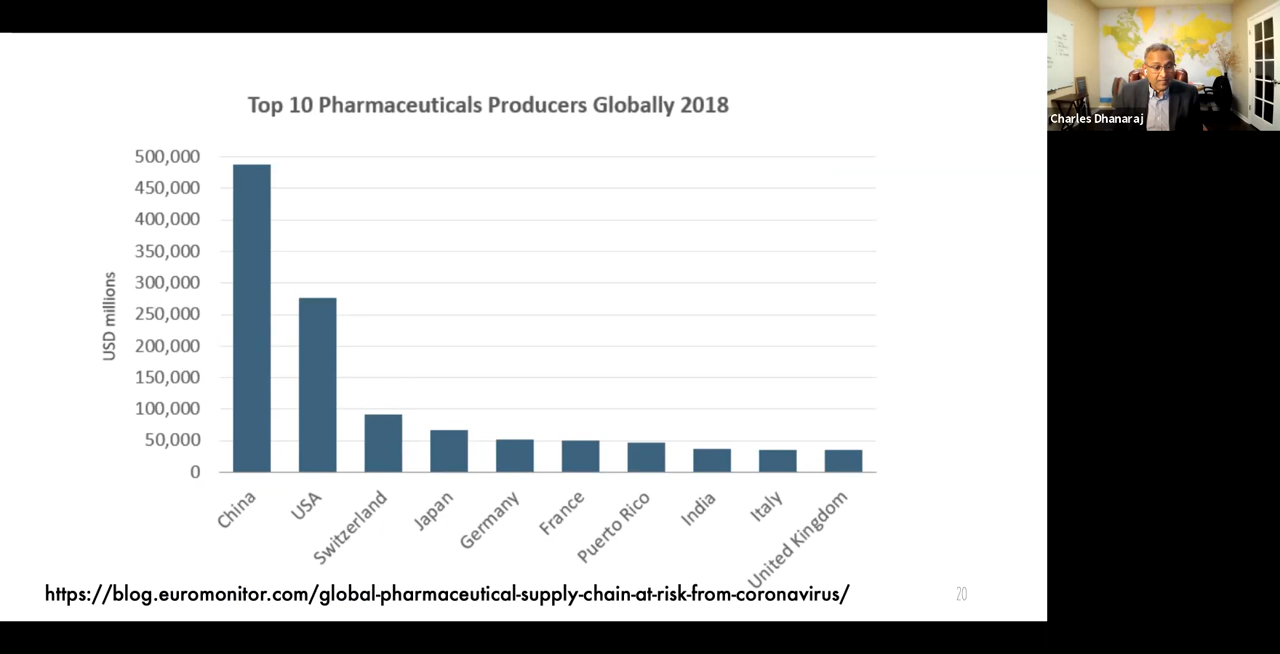 Top 10 Pharmaceuticals Producers Globally 2018
500,000
450,000
400,000
350,000
300,000
250,000
200,000
150,000
100,000
50,000
0
USD millions
China
USA
Switzerland
Japan
Germany
France
Puerto Rico
India
Italy
United Kingdom
https://blog.euromonitor.com/global-pharmaceutical-supply-chain-at-risk-from-coronavirus/
20
Charles Dhanaraj